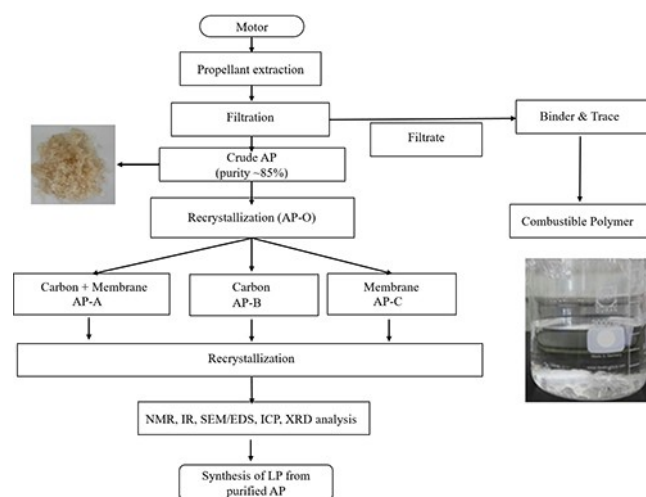 Motor
Propellant extraction
Filtration
Filtrate
Binder & Trace
Crude AP
(purity ~85%)
Recrystallization (AP-O)
Combustible Polymer
Carbon + Membrane
AP-A
Carbon
AP-B
Membrane
AP-C
Recrystallization
NMR, IR, SEM/EDS, ICP, XRD analysis
Synthesis of LP from
purified AP